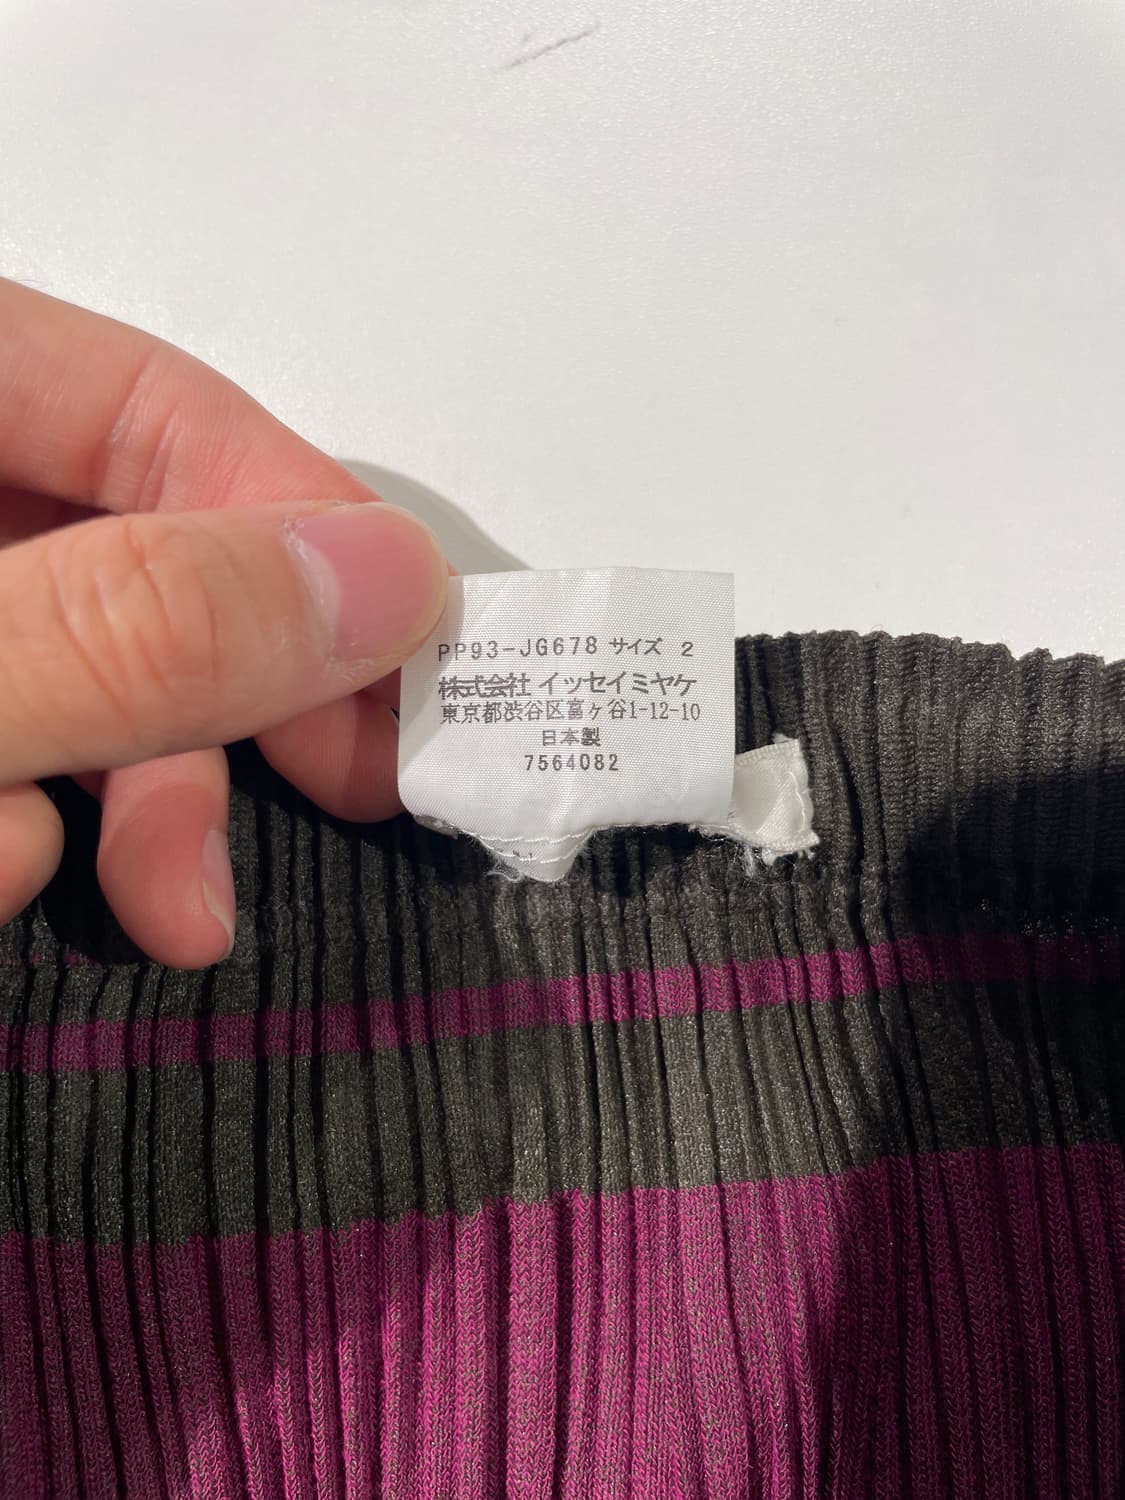 PP93-JG678 サイズ 2
株式会社 イッセイミヤケ
東京都渋谷区富ヶ谷1-12-10
日本製
7564082